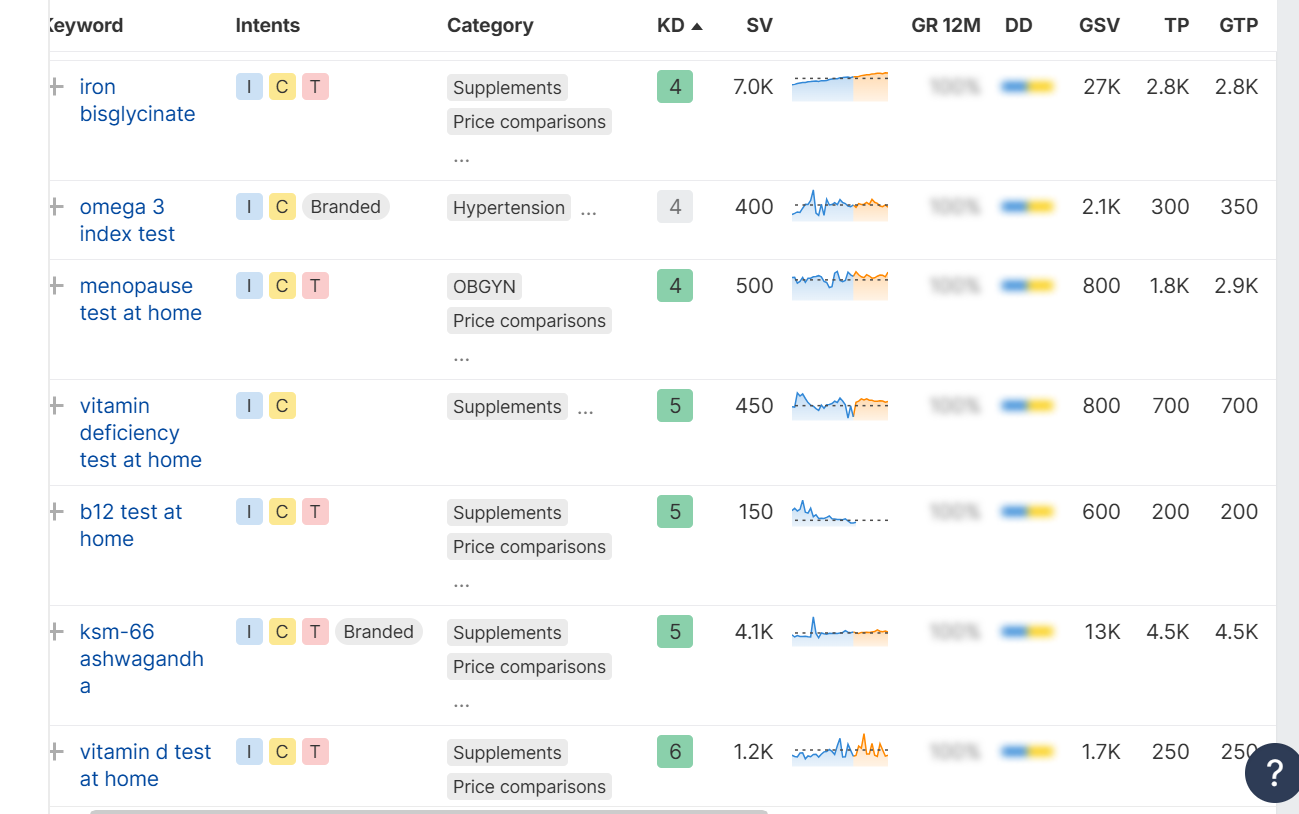 Keyword Intents Category KD SV GR 12M DD GSV TP GTP
iron I C T Supplements 4 7.0K 27K 2.8K 2.8K
bisglycinate Price comparisons
...
omega 3 I C Branded Hypertension ... 4 400 2.1K 300 350
index test
menopause I C T OBGYN 4 500 800 1.8K 2.9K
test at home Price comparisons
...
vitamin I C Supplements ... 5 450 800 700 700
deficiency
test at home
b12 test at I C T Supplements 5 150 600 200 200
home Price comparisons
...
ksm-66 I C T Branded Supplements 5 4.1K 13K 4.5K 4.5K
ashwagandh Price comparisons
a ...
vitamin d test I C T Supplements 6 1.2K 1.7K 250 250
at home Price comparisons
?